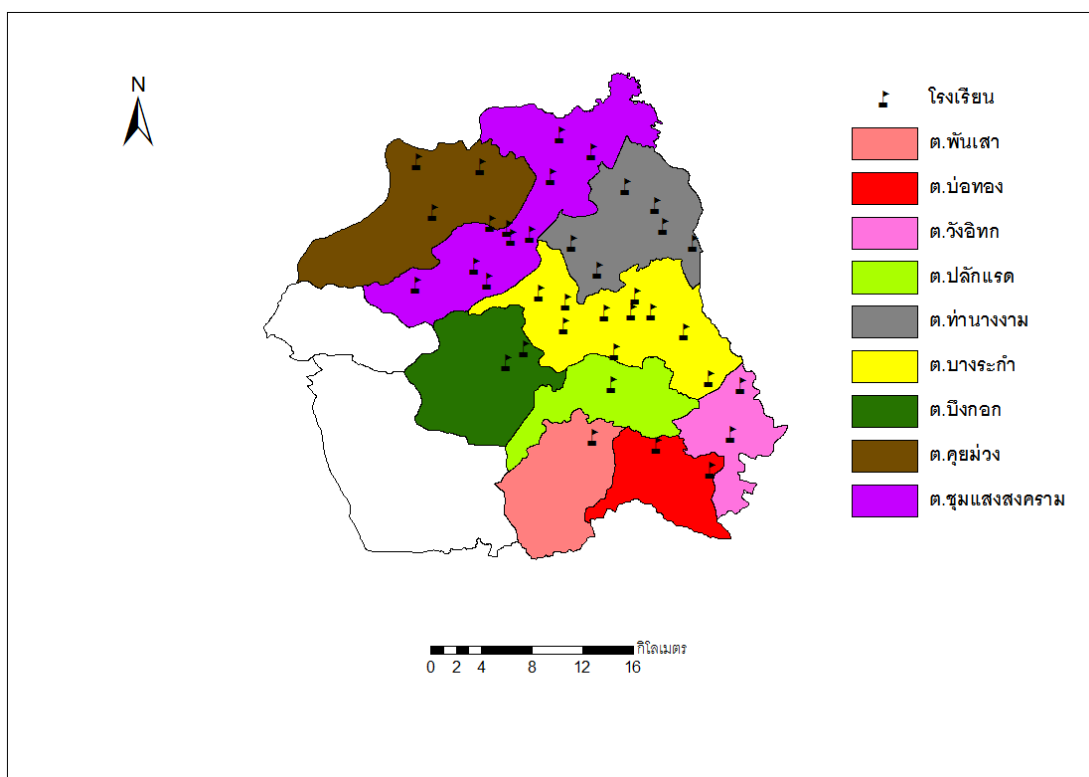 N
โรงเรียน
ต.พันเสา
ต.บ่อทอง
ต.วังอิทก
ต.ปลักแรด
ต.ท่านางงาม
ต.บางระกำ
ต.บึงกอก
ต.คุยม่วง
ต.ชุมแสงสงคราม
กิโลเมตร
0 2 4 8 12 16